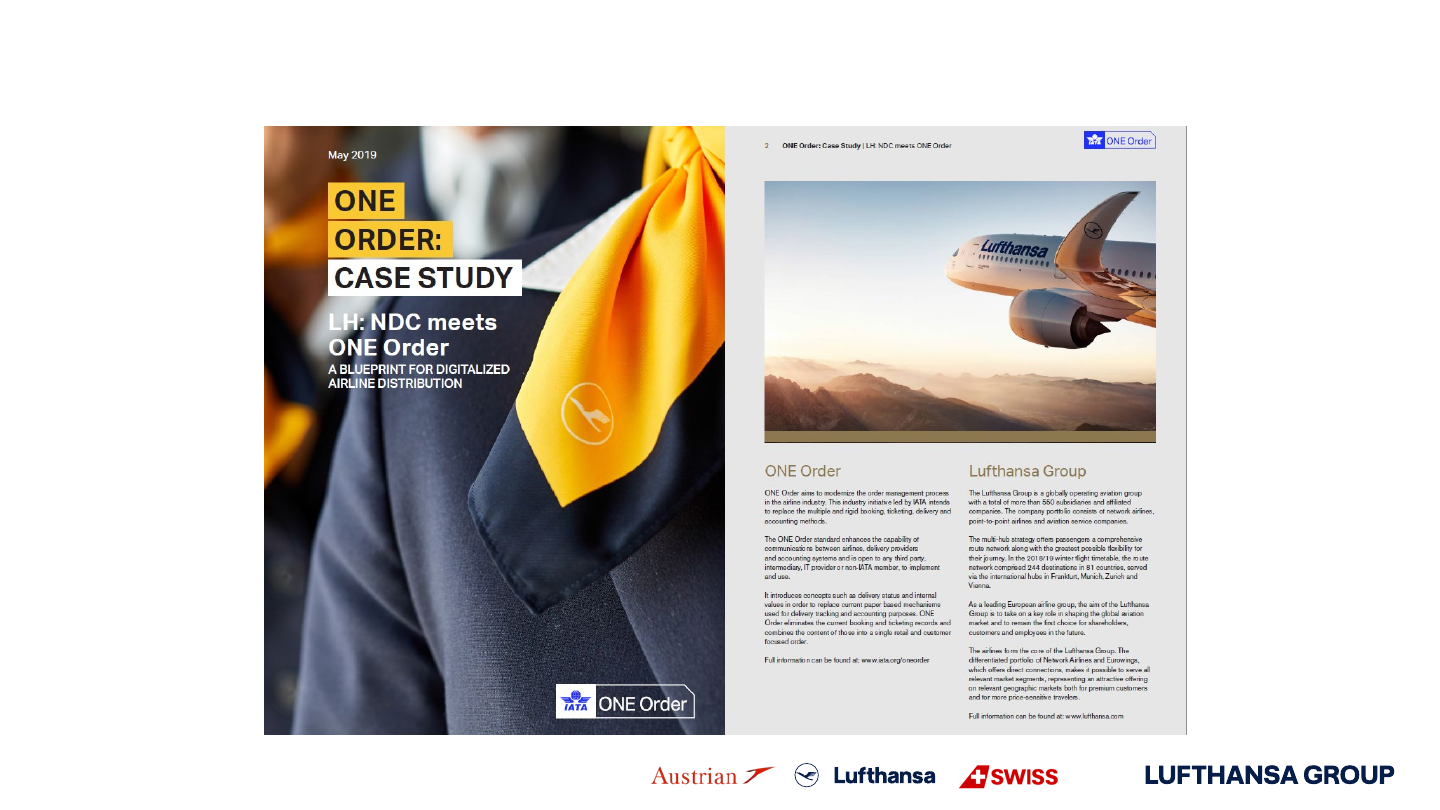 May 2019
ONE
ORDER:
CASE STUDY
LH: NDC meets
ONE Order
A BLUEPRINT FOR DIGITALIZED
AIRLINE DISTRIBUTION
IATA ONE Order
2 ONE Order: Case Study | LH: NDC meets ONE Order
IATA ONE Order
Lufthansa
ONE Order
ONE Order aims to modernize the order management process
in the airline industry. This industry initiative led by IATA intends
to replace the multiple and rigid booking, ticketing, delivery and
accounting methods.
The ONE Order standard enhances the capability of
communications between airlines, delivery providers
and accounting systems and is open to any third party,
intermediary, IT provider or non-IATA member, to implement
and use.
It introduces concepts such as delivery status and internal
values in order to replace current paper based mechanisms
used for delivery tracking and accounting purposes. ONE
Order eliminates the current booking and ticketing records and
combines the content of those into a single retail and customer
focused order.
Full information can be found at: www.iata.org/oneorder
Lufthansa Group
The Lufthansa Group is a globally operating aviation group
with a total of more than 550 subsidiaries and affiliated
companies. The company portfolio consists of network airlines,
point-to-point airlines and aviation service companies.
The multi-hub strategy offers passengers a comprehensive
route network along with the greatest possible flexibility for
their journey. In the 2018/19 winter flight timetable, the route
network comprised 244 destinations in 81 countries, served
via the international hubs in Frankfurt, Munich, Zurich and
Vienna.
As a leading European airline group, the aim of the Lufthansa
Group is to take on a key role in shaping the global aviation
market and to remain the first choice for shareholders,
customers and employees in the future.
The airlines form the core of the Lufthansa Group. The
differentiated portfolio of Network Airlines and Eurowings,
which offers direct connections, makes it possible to serve all
relevant market segments, representing an attractive offering
on relevant geographic markets both for premium customers
and for more price-sensitive travelers.
Full information can be found at: www.lufthansa.com
Austrian Lufthansa SWISS LUFTHANSA GROUP